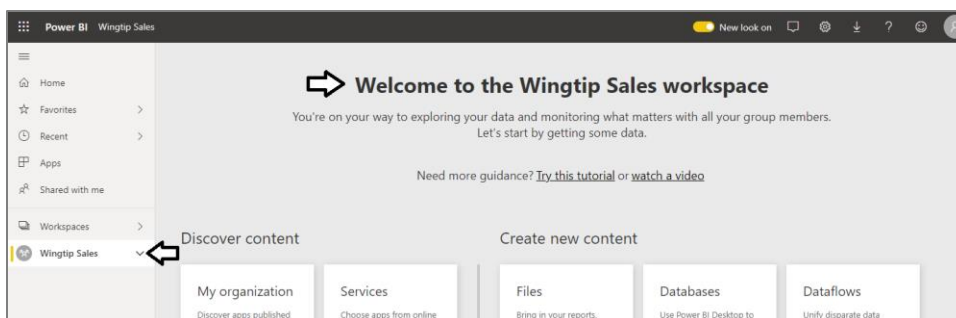 Power BI Wingtip Sales
New look on
?
Home
Favorites
Recent
Apps
Shared with me
Workspaces
Wingtip Sales
Welcome to the Wingtip Sales workspace
You're on your way to exploring your data and monitoring what matters with all your group members.
Let's start by getting some data.
Need more guidance? Try this tutorial or watch a video
Discover content
Create new content
My organization
Services
Files
Databases
Dataflows
Discover apps published
Choose apps from online
Bring in your reports,
Use Power BI Desktop to
Unify disparate data